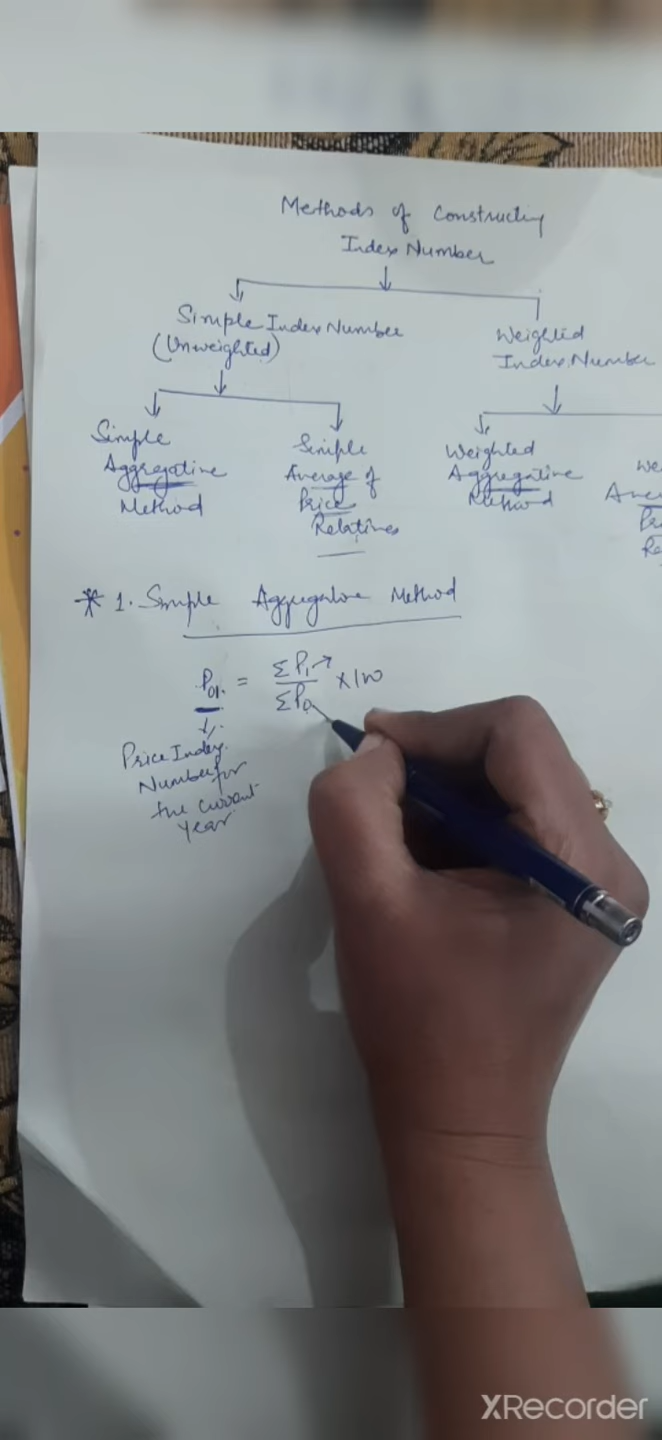 Methods of Constructing
Index Number
Simple Index Number
(Unweighted)
Weighted
Index Number
Simple
Aggregative
Method
Simple
Average of
Price
Relatives
Weighted
Aggregative
Method
* 1. Simple Aggregative Method
P01 = ΣP1 / ΣP0 × 100
Price Index
Number for
the current
year
XRecorder